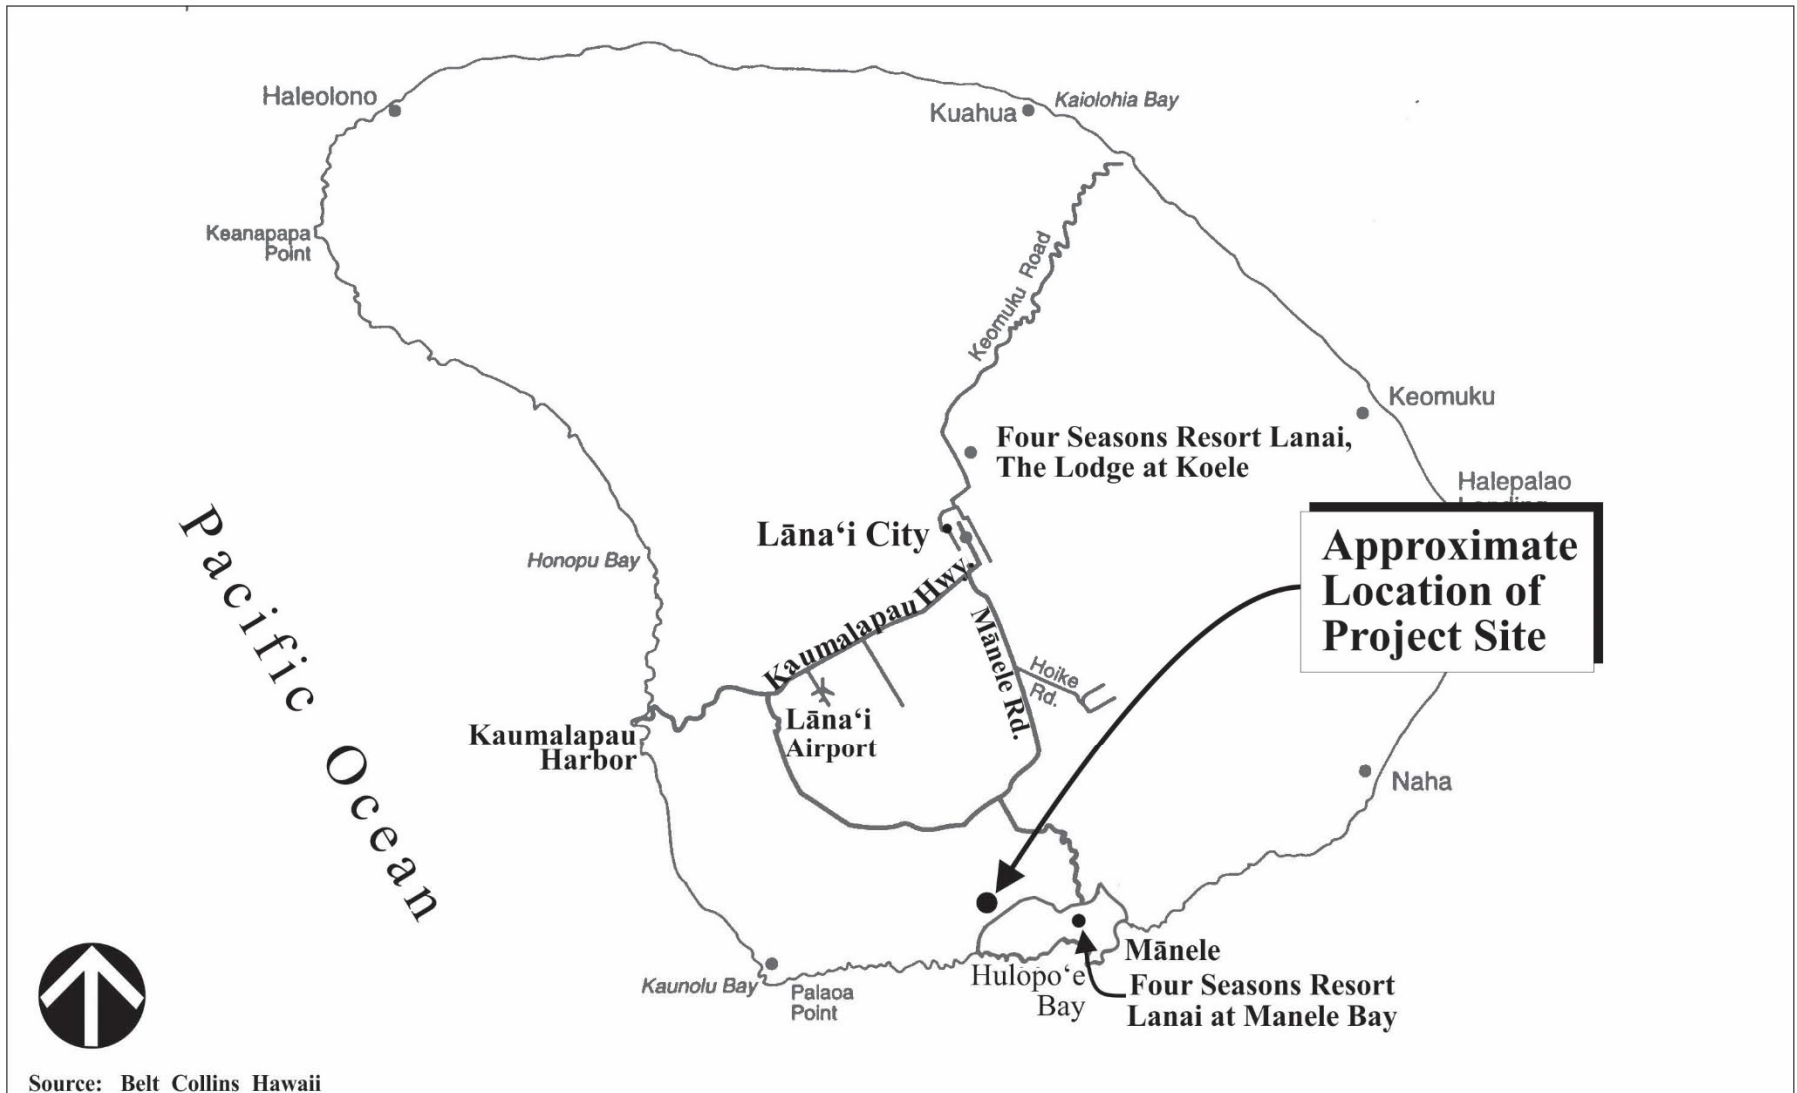 Haleolono
Kuahua
Kaiolohia Bay
Keanapapa
Point
Keomuku Road
Keomuku
Four Seasons Resort Lanai,
The Lodge at Koele
Halepalao
Approximate
Location of
Project Site
Lāna‘i City
Honopu Bay
Pacific Ocean
Kaumalapau Hwy.
Mānele Rd.
Hoike
Rd.
Lāna‘i
Airport
Kaumalapau
Harbor
Naha
Mānele
Four Seasons Resort
Lanai at Manele Bay
Hulopo‘e
Bay
Kaunolu Bay
Palaoa
Point
Source: Belt Collins Hawaii